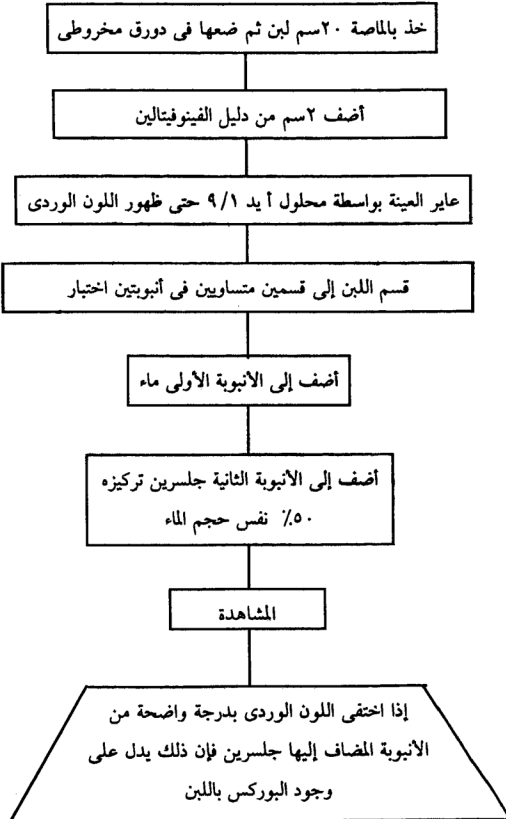 خذ بالماصة ٢٠سم لبن ثم ضعها فى دورق مخروطى
أضف ٢سم من دليل الفينوفيتالين
عاير العينة بواسطة محلول أ يد ٩/١ حتى ظهور اللون الوردى
قسم اللبن إلى قسمين متساويين فى أنبوبتين اختبار
أضف إلى الأنبوبة الأولى ماء
أضف إلى الأنبوبة الثانية جلسرين تركيزه
٥٠٪ نفس حجم الماء
المشاهدة
إذا اختفى اللون الوردى بدرجة واضحة من
الأنبوبة المضاف إليها جلسرين فإن ذلك يدل على
وجود البوركس باللبن